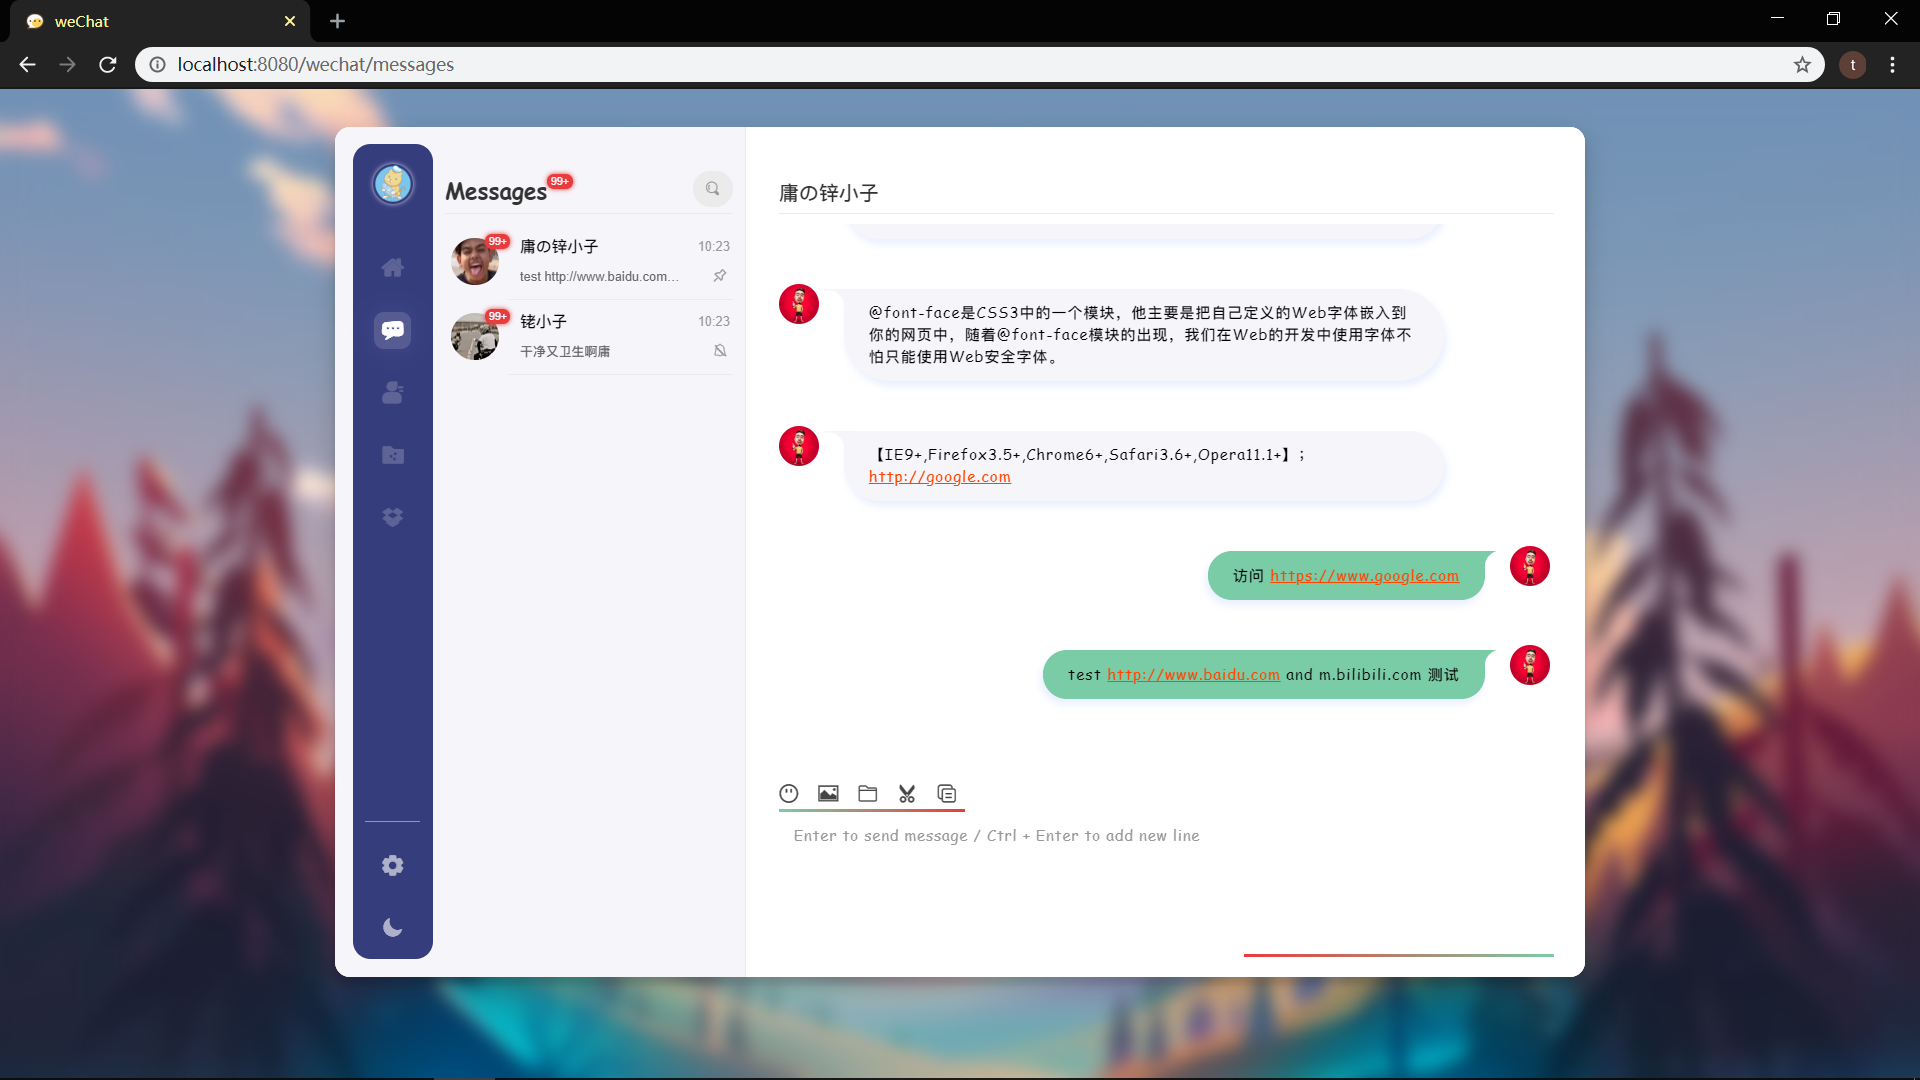 weChat
localhost:8080/wechat/messages
t
Messages
99+
99+
庸の锌小子
10:23
test http://www.baidu.com...
99+
铑小子
10:23
干净又卫生啊庸
庸の锌小子
@font-face是CSS3中的一个模块，他主要是把自己定义的Web字体嵌入到
你的网页中，随着@font-face模块的出现，我们在Web的开发中使用字体不
怕只能使用Web安全字体。
【IE9+,Firefox3.5+,Chrome6+,Safari3.6+,Opera11.1+】；
http://google.com
访问 https://www.google.com
test http://www.baidu.com and m.bilibili.com 测试
Enter to send message / Ctrl + Enter to add new line